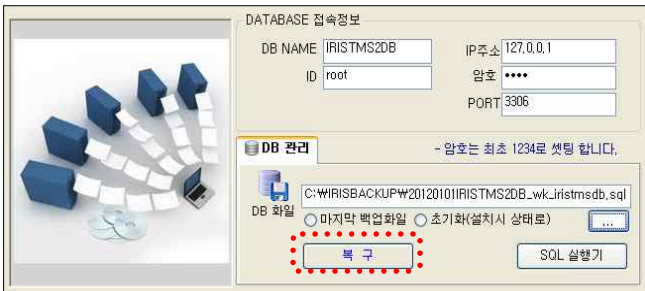 DATABASE 접속정보
DB NAME IRISTMS2DB IP주소 127,0,0,1
ID root 암호 ••••
PORT 3306
DB 관리 - 암호는 최초 1234로 셋팅 합니다.
DB 화일 C:₩IRISBACKUP₩20120101IRISTMS2DB_wk_iristmsdb,sql
마지막 백업화일 초기화(설치시 상태로) ...
복 구 SQL 실행기